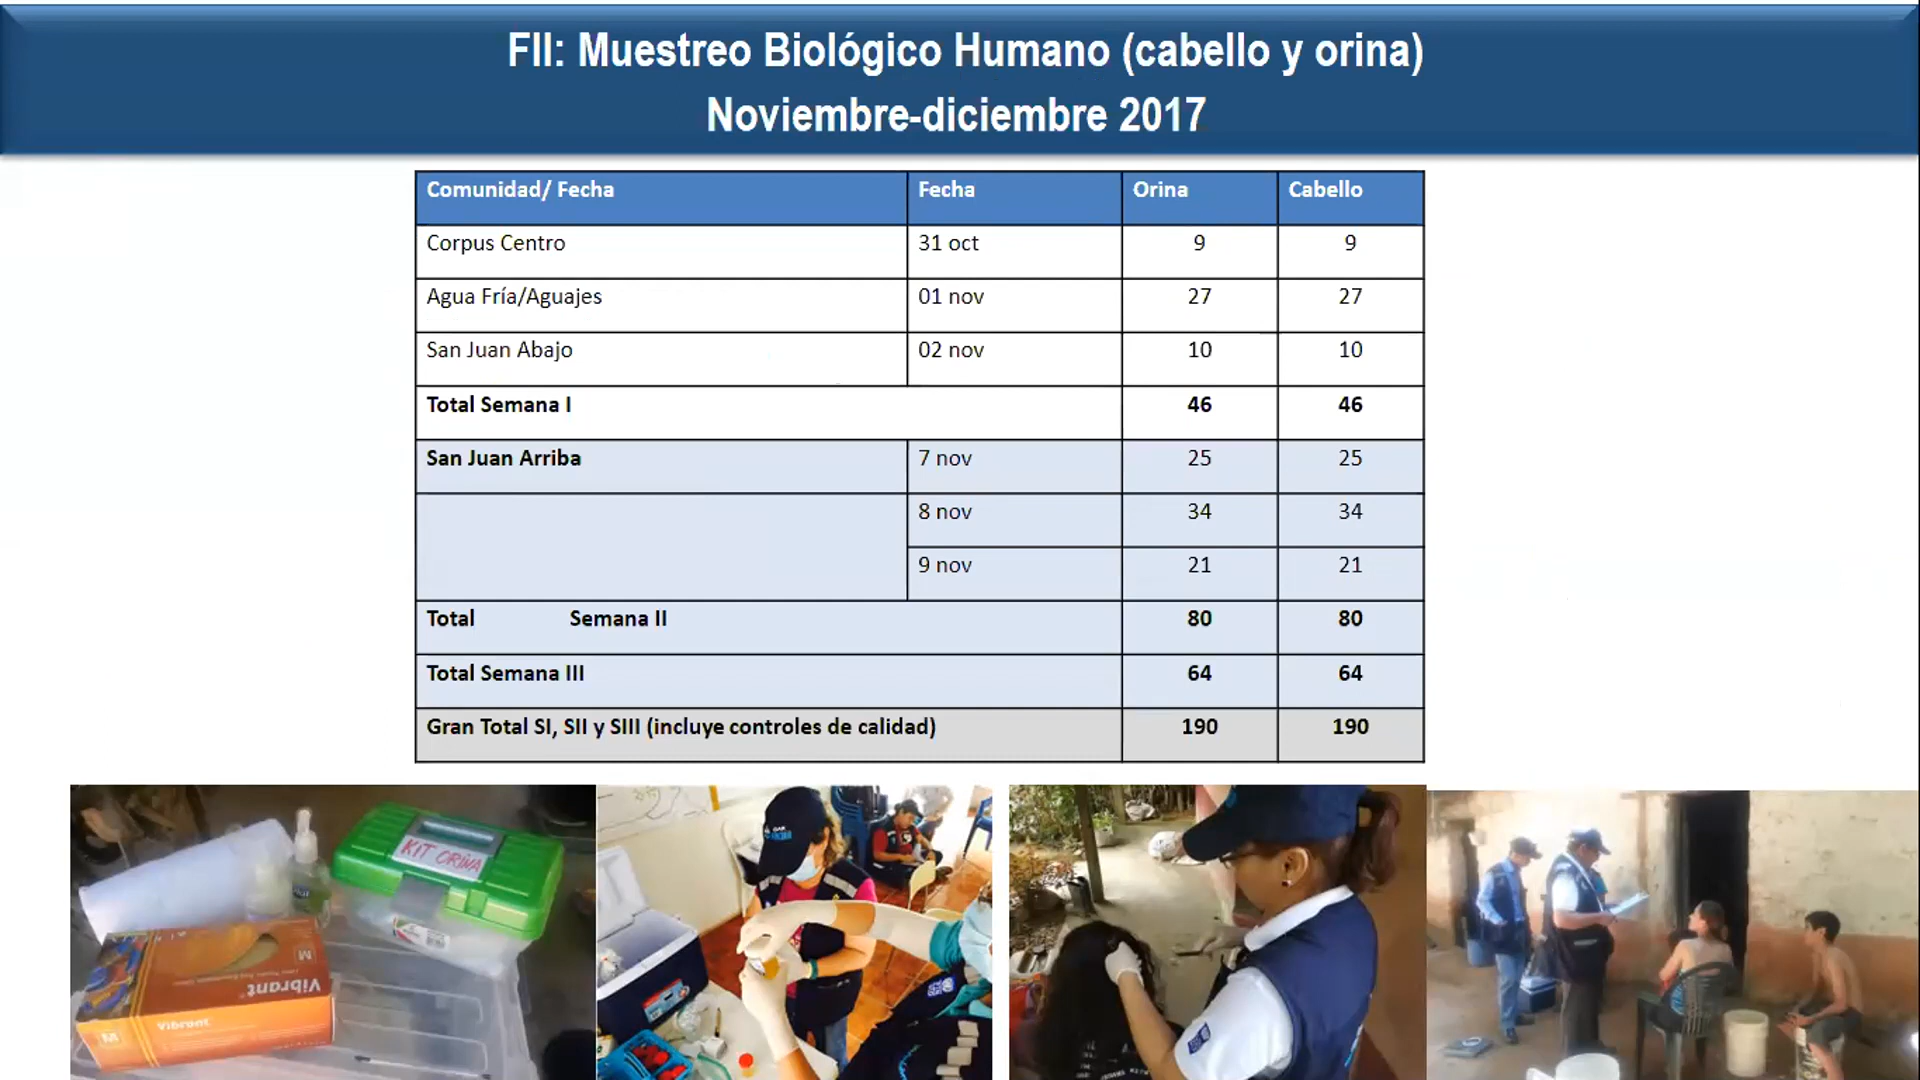 FII: Muestreo Biológico Humano (cabello y orina)
Noviembre-diciembre 2017
Comunidad/ Fecha Fecha Orina Cabello
Corpus Centro 31 oct 9 9
Agua Fría/Aguajes 01 nov 27 27
San Juan Abajo 02 nov 10 10
Total Semana I 46 46
San Juan Arriba 7 nov 25 25
8 nov 34 34
9 nov 21 21
Total Semana II 80 80
Total Semana III 64 64
Gran Total SI, SII y SIII (incluye controles de calidad) 190 190
KIT ORINA
M
Vibrant
M
Vibrant